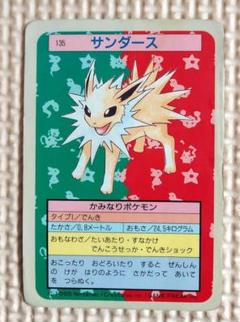 135
サンダース
かみなりポケモン
タイプ/でんき
たかさ/0,8メートル
おもさ/24,5キログラム
おもなわざ/たいあたり・すなかけ
でんこうせっか・でんきショック
おこったり おどろいたり すると ぜんしん
の けが はりのように さかだって あいて
を つらぬく。